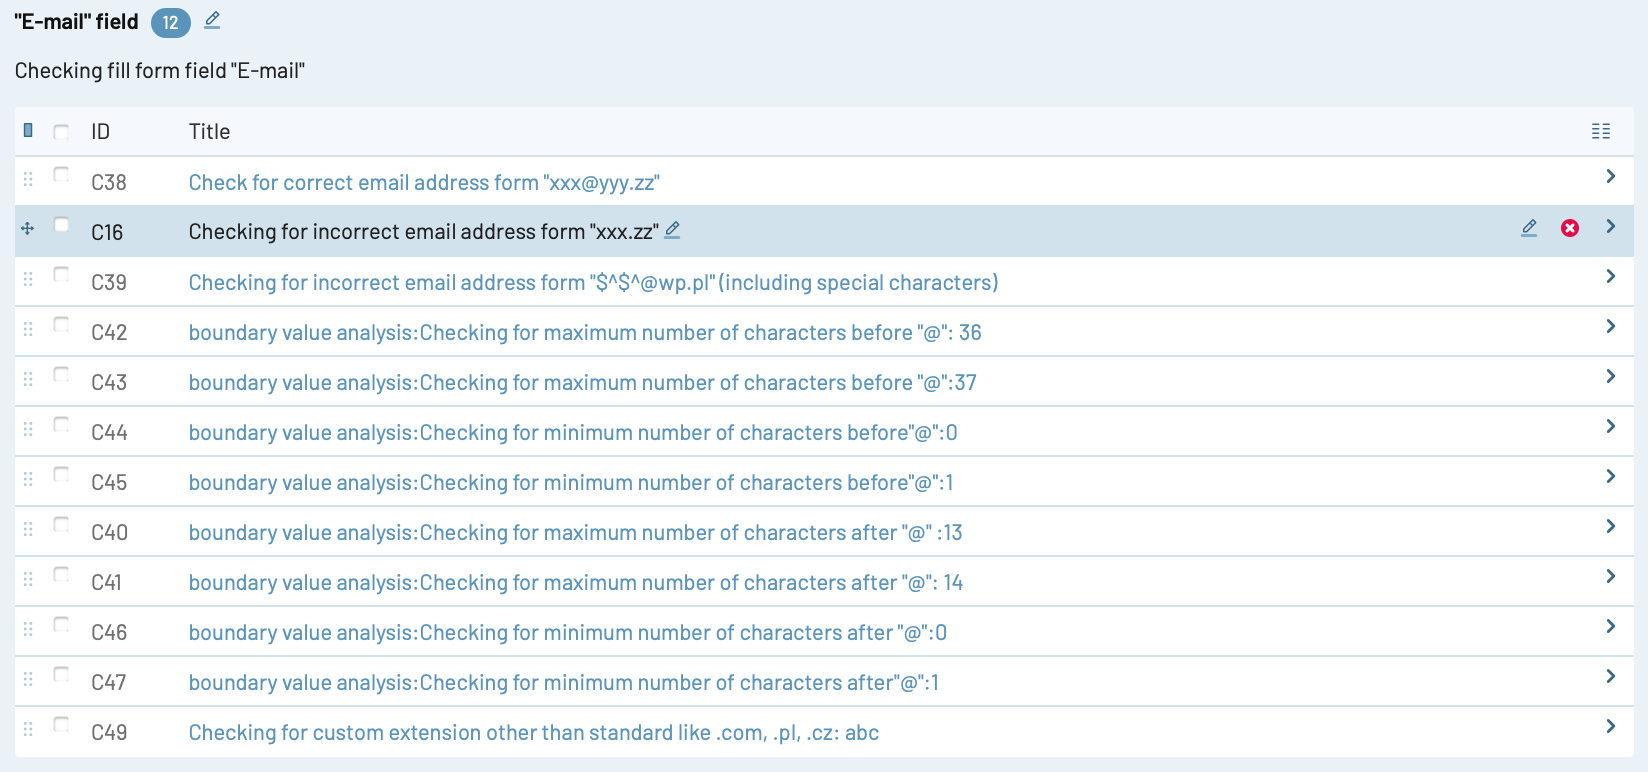 "E-mail" field 12
Checking fill form field "E-mail"
ID Title
C38 Check for correct email address form "xxx@yyy.zz"
C16 Checking for incorrect email address form "xxx.zz"
C39 Checking for incorrect email address form "$^$^@wp.pl" (including special characters)
C42 boundary value analysis:Checking for maximum number of characters before "@": 36
C43 boundary value analysis:Checking for maximum number of characters before "@":37
C44 boundary value analysis:Checking for minimum number of characters before"@":0
C45 boundary value analysis:Checking for minimum number of characters before"@":1
C40 boundary value analysis:Checking for maximum number of characters after "@" :13
C41 boundary value analysis:Checking for maximum number of characters after "@": 14
C46 boundary value analysis:Checking for minimum number of characters after "@":0
C47 boundary value analysis:Checking for minimum number of characters after"@":1
C49 Checking for custom extension other than standard like .com, .pl, .cz: abc